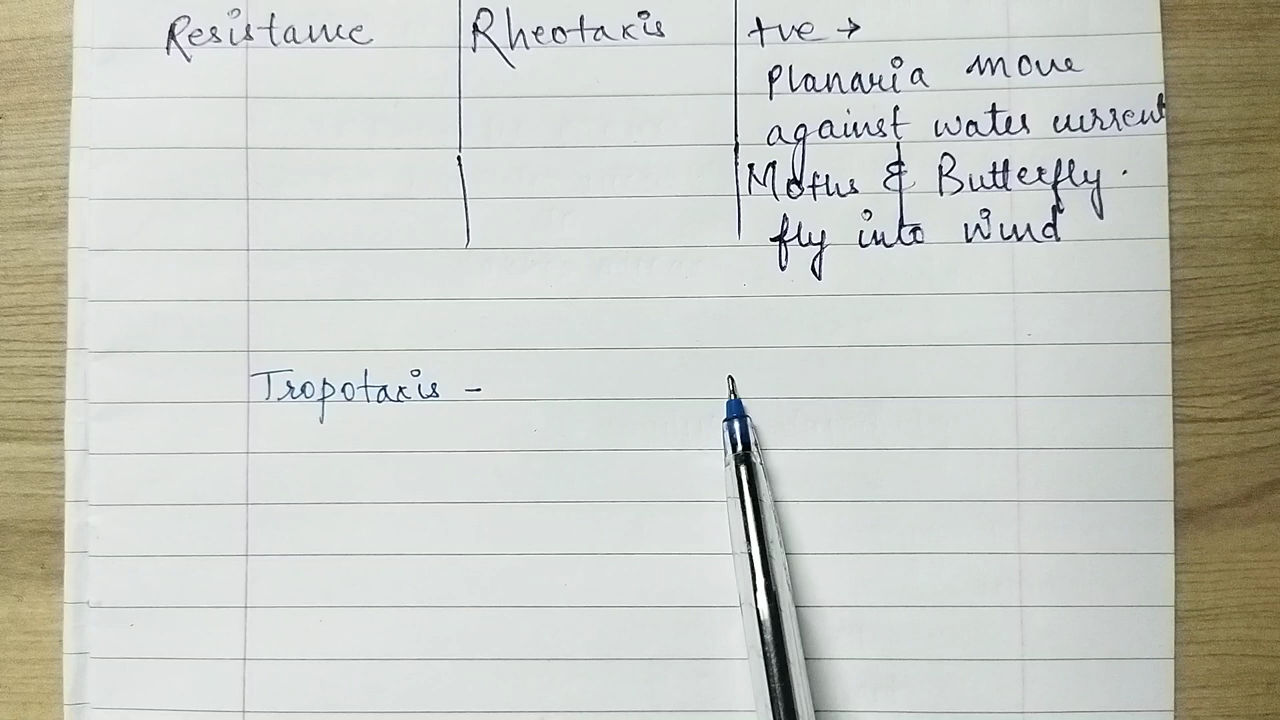 Resistance Rheotaxis +ve →
Planaria move
against water current
Moths & Butterfly.
fly into wind
Tropotaxis -